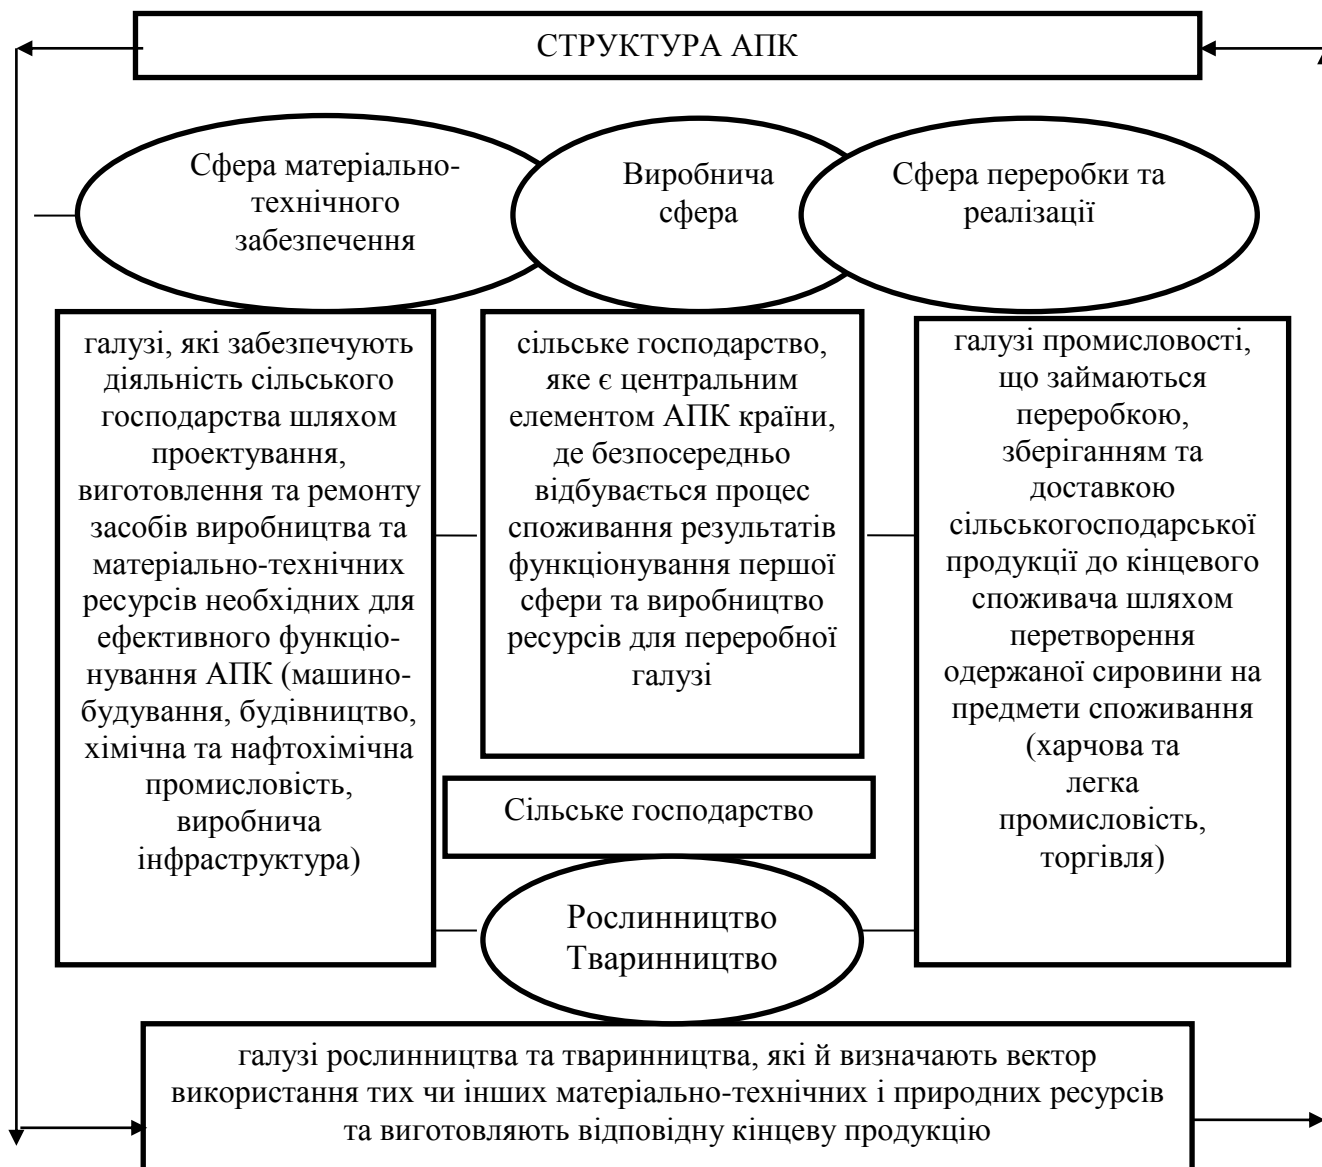 СТРУКТУРА АПК
Сфера матеріально-
технічного
забезпечення
Виробнича
сфера
Сфера переробки та
реалізації
галузі, які забезпечують
діяльність сільського
господарства шляхом
проектування,
виготовлення та ремонту
засобів виробництва та
матеріально-технічних
ресурсів необхідних для
ефективного функціо-
нування АПК (машино-
будування, будівництво,
хімічна та нафтохімічна
промисловість,
виробнича
інфраструктура)
сільське господарство,
яке є центральним
елементом АПК країни,
де безпосередньо
відбувається процес
споживання результатів
функціонування першої
сфери та виробництво
ресурсів для переробної
галузі
галузі промисловості,
що займаються
переробкою,
зберіганням та
доставкою
сільськогосподарської
продукції до кінцевого
споживача шляхом
перетворення
одержаної сировини на
предмети споживання
(харчова та
легка
промисловість,
торгівля)
Сільське господарство
Рослинництво
Тваринництво
галузі рослинництва та тваринництва, які й визначають вектор
використання тих чи інших матеріально-технічних і природних ресурсів
та виготовляють відповідну кінцеву продукцію